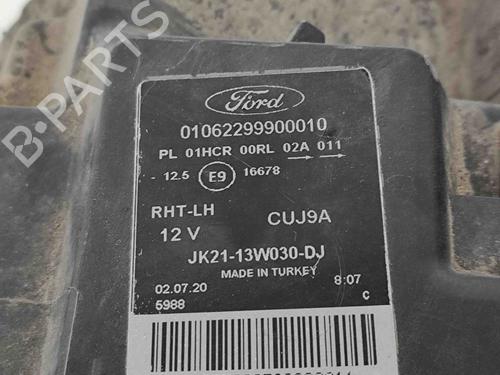 B-PARTS
Ford
01062299900010
PL 01HCR 00RL 02A 011
- 12.5 E9 16678
RHT-LH CUJ9A
12 V
JK21-13W030-DJ
MADE IN TURKEY
02.07.20 8:07
5988 C